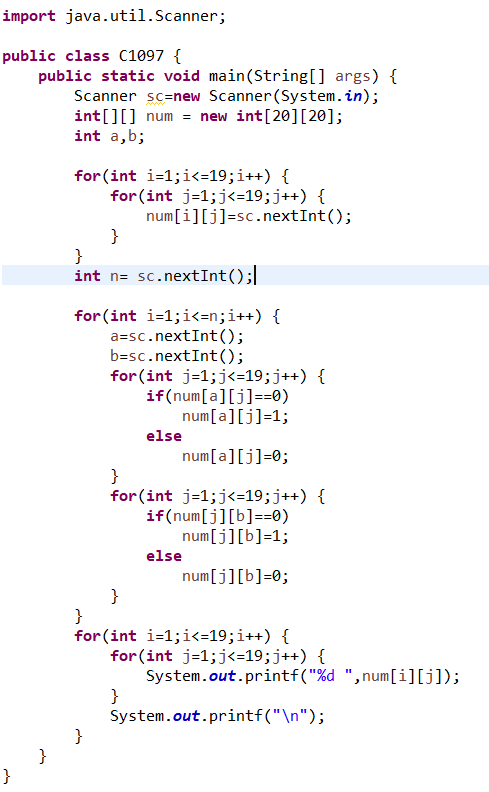 import java.util.Scanner;
public class C1097 {
public static void main(String[] args) {
Scanner sc=new Scanner(System.in);
int[][] num = new int[20][20];
int a,b;
for(int i=1;i<=19;i++) {
for(int j=1;j<=19;j++) {
num[i][j]=sc.nextInt();
}
}
int n= sc.nextInt();
for(int i=1;i<=n;i++) {
a=sc.nextInt();
b=sc.nextInt();
for(int j=1;j<=19;j++) {
if(num[a][j]==0)
num[a][j]=1;
else
num[a][j]=0;
}
for(int j=1;j<=19;j++) {
if(num[j][b]==0)
num[j][b]=1;
else
num[j][b]=0;
}
}
for(int i=1;i<=19;i++) {
for(int j=1;j<=19;j++) {
System.out.printf("%d ",num[i][j]);
}
System.out.printf("\n");
}
}
}